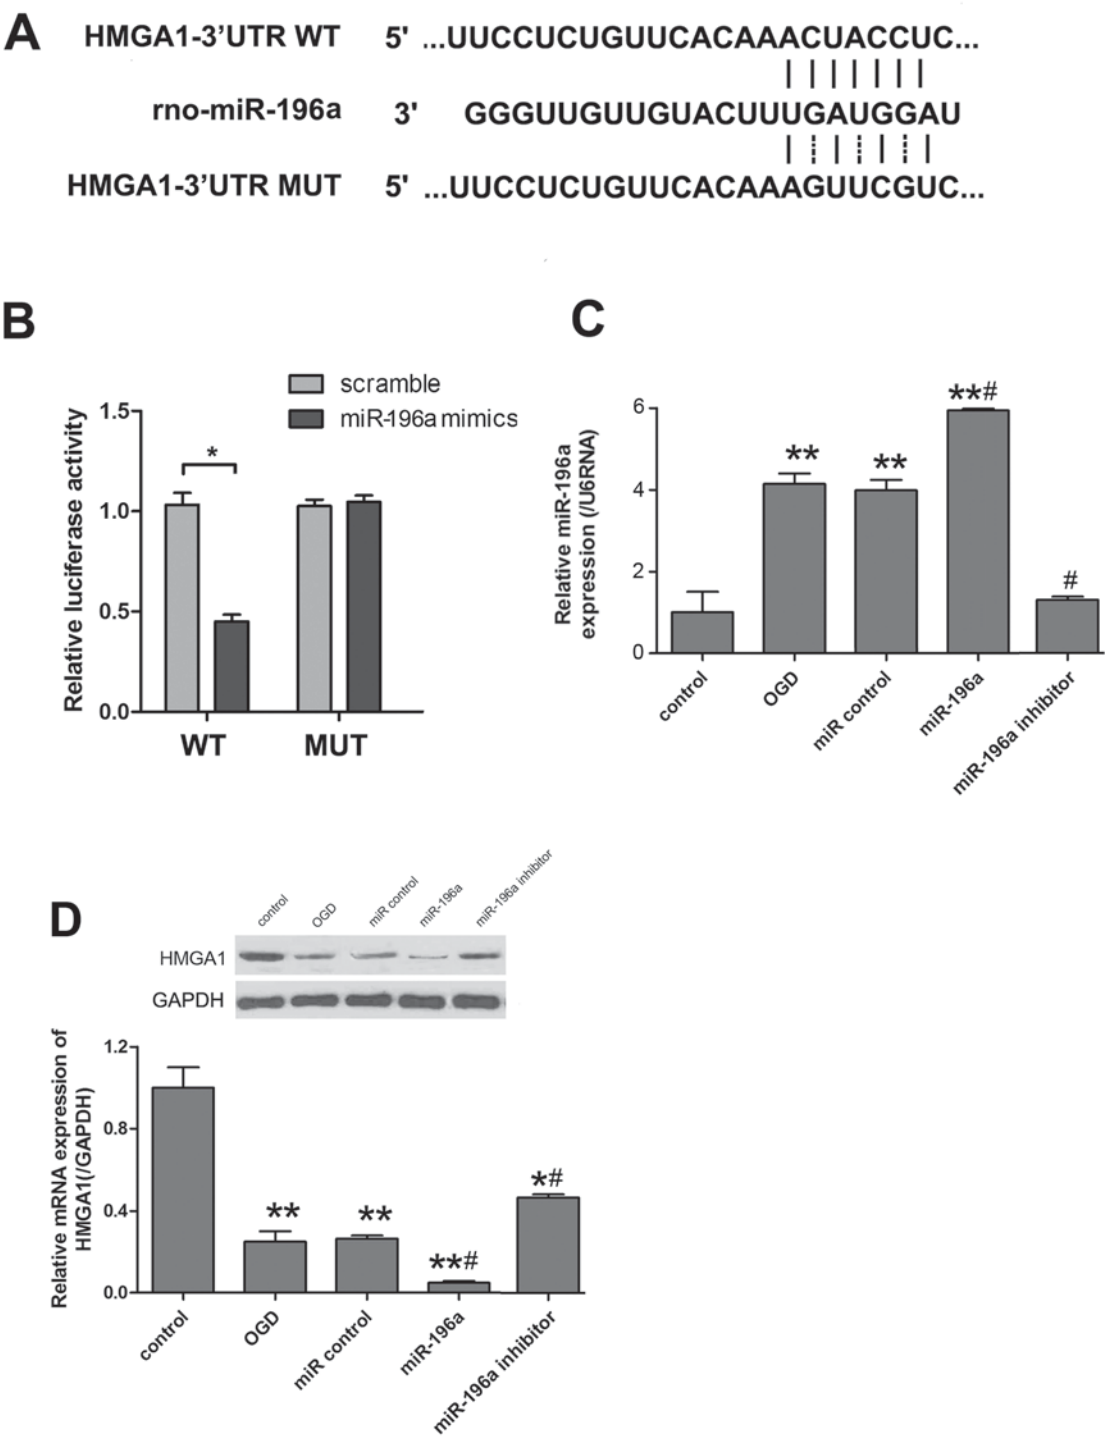 A
HMGA1-3’UTR WT 5' ...UUCCUCUGUUCACAAACUACCUC...
rno-miR-196a 3' GGGUUGUUGUACUUUGAUGGAU
HMGA1-3’UTR MUT 5' ...UUCCUCUGUUCACAAAGUUCGUC...
B
scramble
miR-196a mimics
Relative luciferase activity
1.5
1.0
0.5
0.0
*
WT MUT
C
Relative miR-196a
expression (/U6RNA)
6
4
2
0
** ** **# #
control OGD miR control miR-196a miR-196a inhibitor
D
control OGD miR control miR-196a miR-196a inhibitor
HMGA1
GAPDH
Relative mRNA expression of
HMGA1(/GAPDH)
1.2
0.8
0.4
0.0
** ** **# *#
control OGD miR control miR-196a miR-196a inhibitor